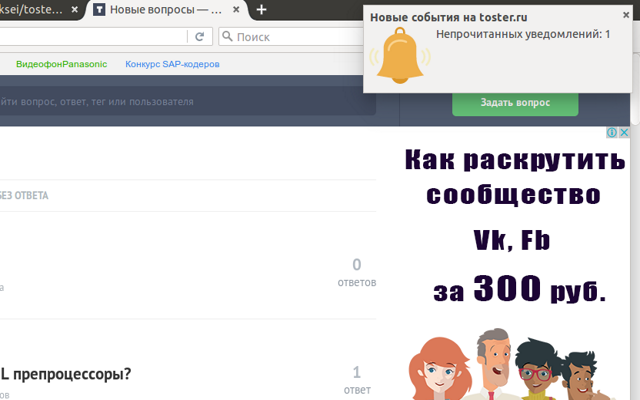 ksei/toste...
Новые вопросы — ...
Поиск
Новые события на toster.ru
Непрочитанных уведомлений: 1
ВидеофонPanasonic
Конкурс SAP-кодеров
йти вопрос, ответ, тег или пользователя
Задать вопрос
Как раскрутить
сообщество
Vk, Fb
за 300 руб.
БЕЗ ОТВЕТА
0
ответов
а
L препроцессоры?
1
ответ
ов